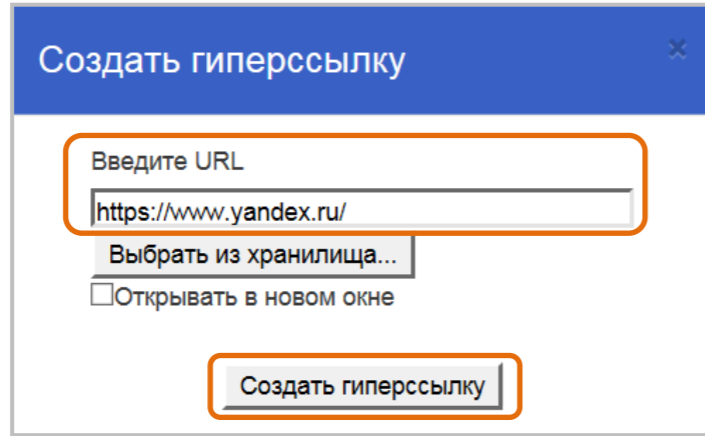 Создать гиперссылку
Введите URL
https://www.yandex.ru/
Выбрать из хранилища...
Открывать в новом окне
Создать гиперссылку